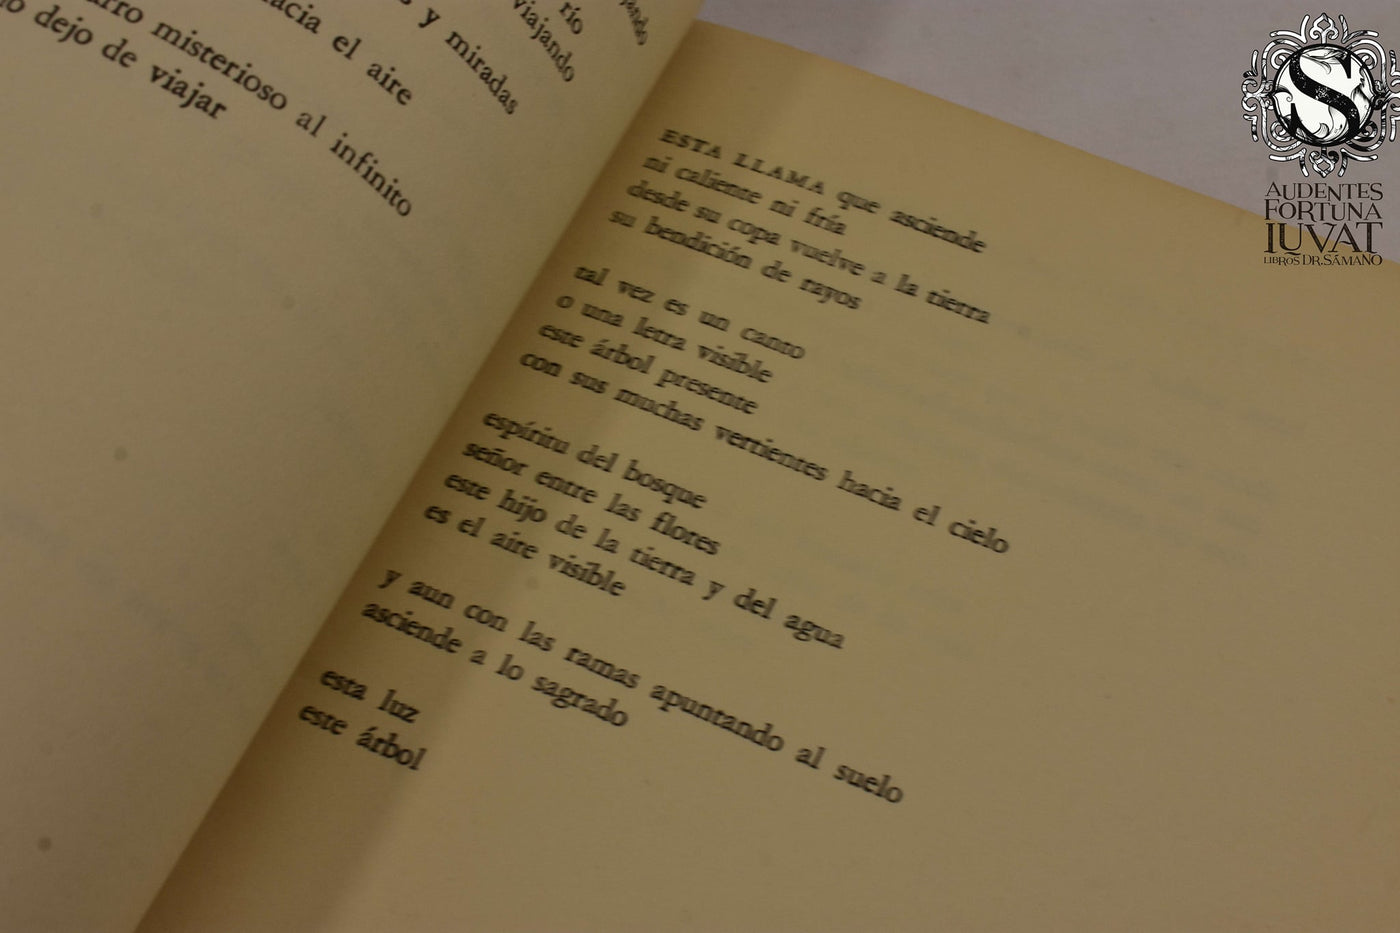 río
viajando
y miradas
hacia el aire
misterioso al infinito
dejo de viajar
ESTA LLAMA que asciende
ni caliente ni fría
desde su copa vuelve a la tierra
su bendición de rayos
tal vez es un canto
o una letra visible
este árbol presente
con sus muchas vertientes hacia el cielo
espíritu del bosque
señor entre las flores
este hijo de la tierra y del agua
es el aire visible
y aun con las ramas apuntando al suelo
asciende a lo sagrado
esta luz
este árbol
S
AUDENTES
FORTUNA
IUVAT
LIBROS DR. SÁMANO